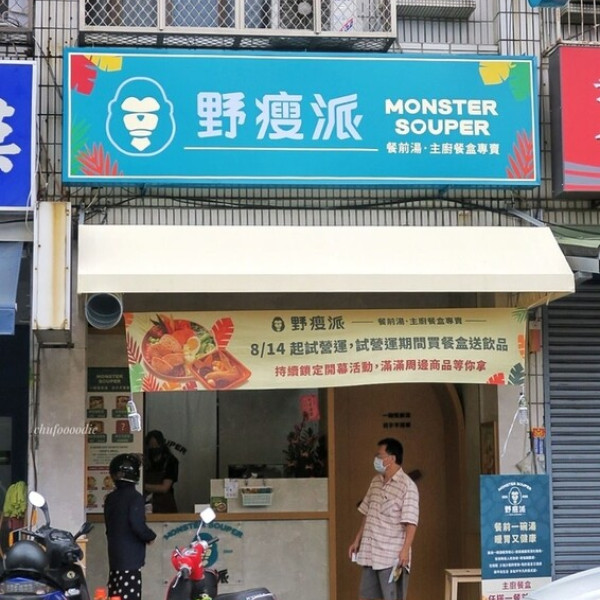 野瘦派
MONSTER
SOUPER
餐前湯·主廚餐盒專賣
野瘦派
餐前湯·主廚餐盒專賣
8/14 起試營運,試營運期間買餐盒送飲品
持續鎖定開幕活動,滿滿周邊商品等你拿
chufoooodie
MONSTER
SOUPER
MONSTER SOUPER
野瘦派
餐前一碗湯
暖胃又健康
主廚餐盒